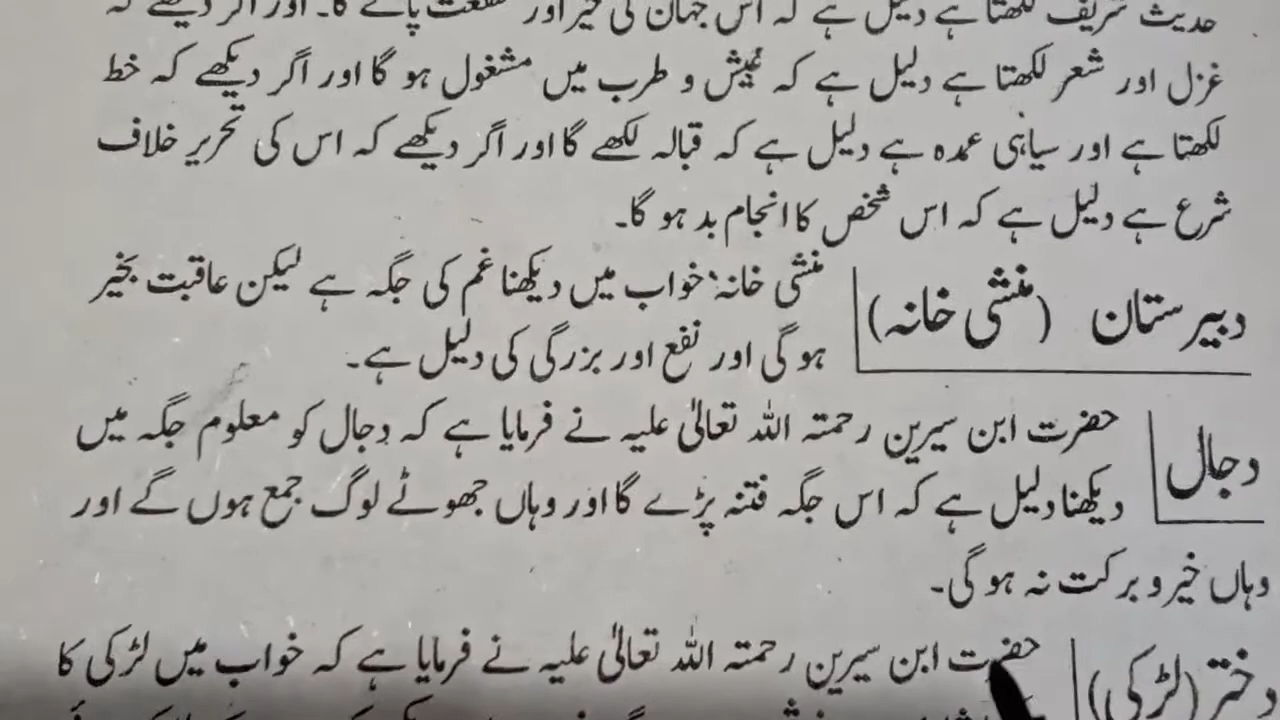 حدیث شریف لکھتا ہے دلیل ہے کہ اس جہان کی خیر اور منفعت پائے گا۔ اور اگر دیکھے کہ
غزل اور شعر لکھتا ہے دلیل ہے کہ عیش و طرب میں مشغول ہو گا اور اگر دیکھے کہ خط
لکھتا ہے اور سیاہی عمدہ ہے دلیل ہے کہ قبالہ لکھے گا اور اگر دیکھے کہ اس کی تحریر خلاف
شرع ہے دلیل ہے کہ اس شخص کا انجام بد ہو گا۔
دبیرستان (منشی خانہ)
منشی خانہ' خواب میں دیکھنا غم کی جگہ ہے لیکن عاقبت بخیر
ہو گی اور نفع اور بزرگی کی دلیل ہے۔
دجال
حضرت ابن سیرین رحمتہ اللہ تعالیٰ علیہ نے فرمایا ہے کہ دجال کو معلوم جگہ میں
دیکھنا دلیل ہے کہ اس جگہ فتنہ پڑے گا اور وہاں جھوٹے لوگ جمع ہوں گے اور
وہاں خیر و برکت نہ ہو گی۔
دختر (لڑکی)
حضرت ابن سیرین رحمتہ اللہ تعالیٰ علیہ نے فرمایا ہے کہ خواب میں لڑکی کا